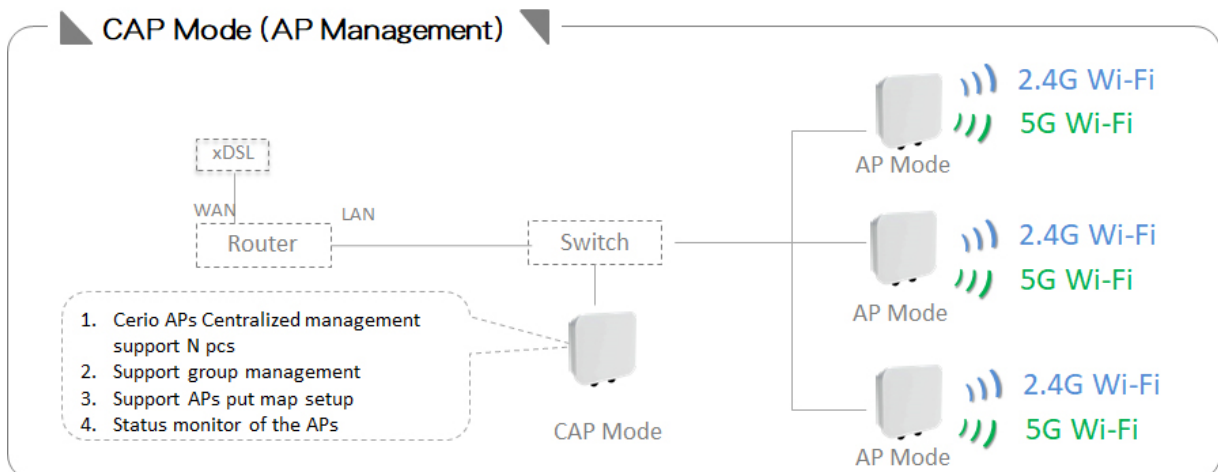 CAP Mode (AP Management)
xDSL
WAN
LAN
Router
Switch
1. Cerio APs Centralized management
support N pcs
2. Support group management
3. Support APs put map setup
4. Status monitor of the APs
CAP Mode
2.4G Wi-Fi
5G Wi-Fi
AP Mode
2.4G Wi-Fi
5G Wi-Fi
AP Mode
2.4G Wi-Fi
5G Wi-Fi
AP Mode